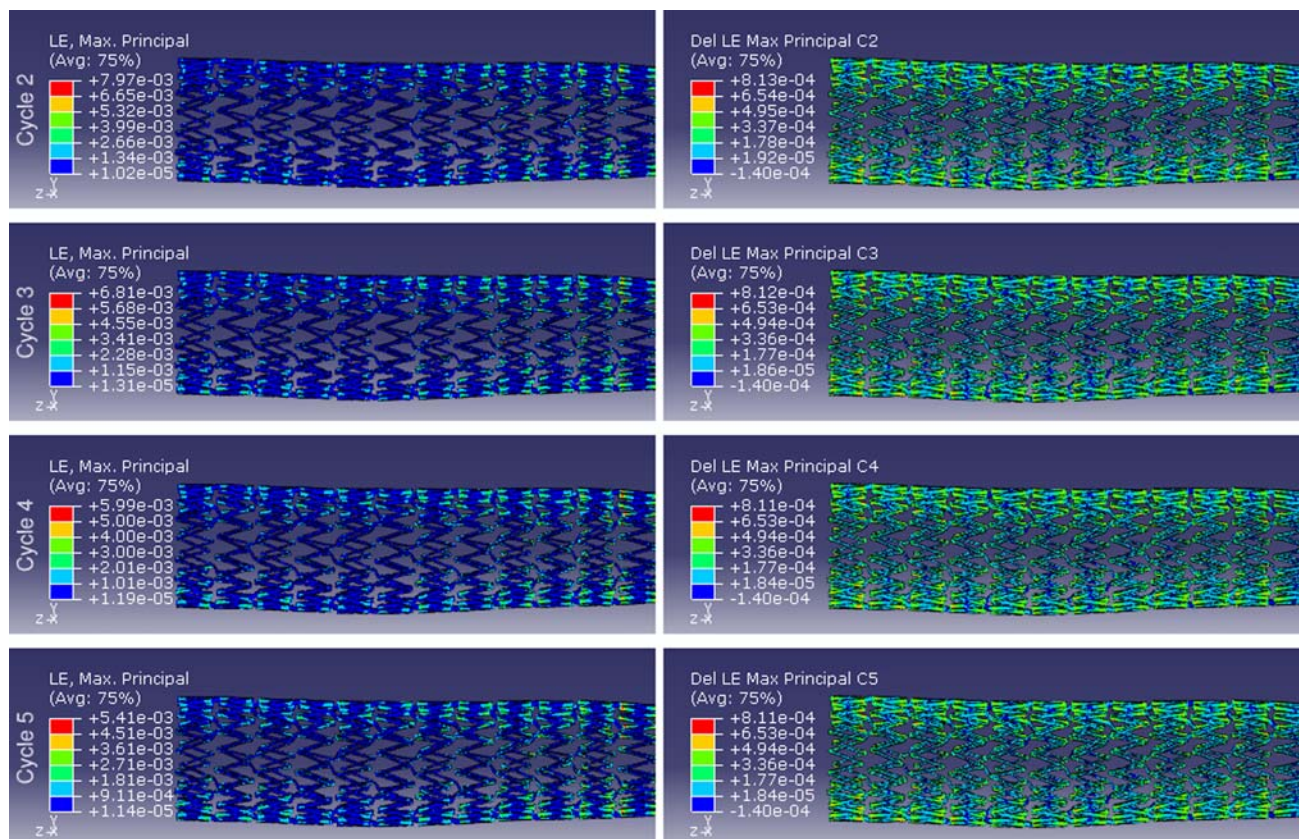 Cycle 2
LE, Max. Principal
(Avg: 75%)
+7.97e-03
+6.65e-03
+5.32e-03
+3.99e-03
+2.66e-03
+1.34e-03
+1.02e-05
Del LE Max Principal C2
(Avg: 75%)
+8.13e-04
+6.54e-04
+4.95e-04
+3.37e-04
+1.78e-04
+1.92e-05
-1.40e-04
Cycle 3
LE, Max. Principal
(Avg: 75%)
+6.81e-03
+5.68e-03
+4.55e-03
+3.41e-03
+2.28e-03
+1.15e-03
+1.31e-05
Del LE Max Principal C3
(Avg: 75%)
+8.12e-04
+6.53e-04
+4.94e-04
+3.36e-04
+1.77e-04
+1.86e-05
-1.40e-04
Cycle 4
LE, Max. Principal
(Avg: 75%)
+5.99e-03
+5.00e-03
+4.00e-03
+3.00e-03
+2.01e-03
+1.01e-03
+1.19e-05
Del LE Max Principal C4
(Avg: 75%)
+8.11e-04
+6.53e-04
+4.94e-04
+3.36e-04
+1.77e-04
+1.84e-05
-1.40e-04
Cycle 5
LE, Max. Principal
(Avg: 75%)
+5.41e-03
+4.51e-03
+3.61e-03
+2.71e-03
+1.81e-03
+9.11e-04
+1.14e-05
Del LE Max Principal C5
(Avg: 75%)
+8.11e-04
+6.53e-04
+4.94e-04
+3.36e-04
+1.77e-04
+1.84e-05
-1.40e-04